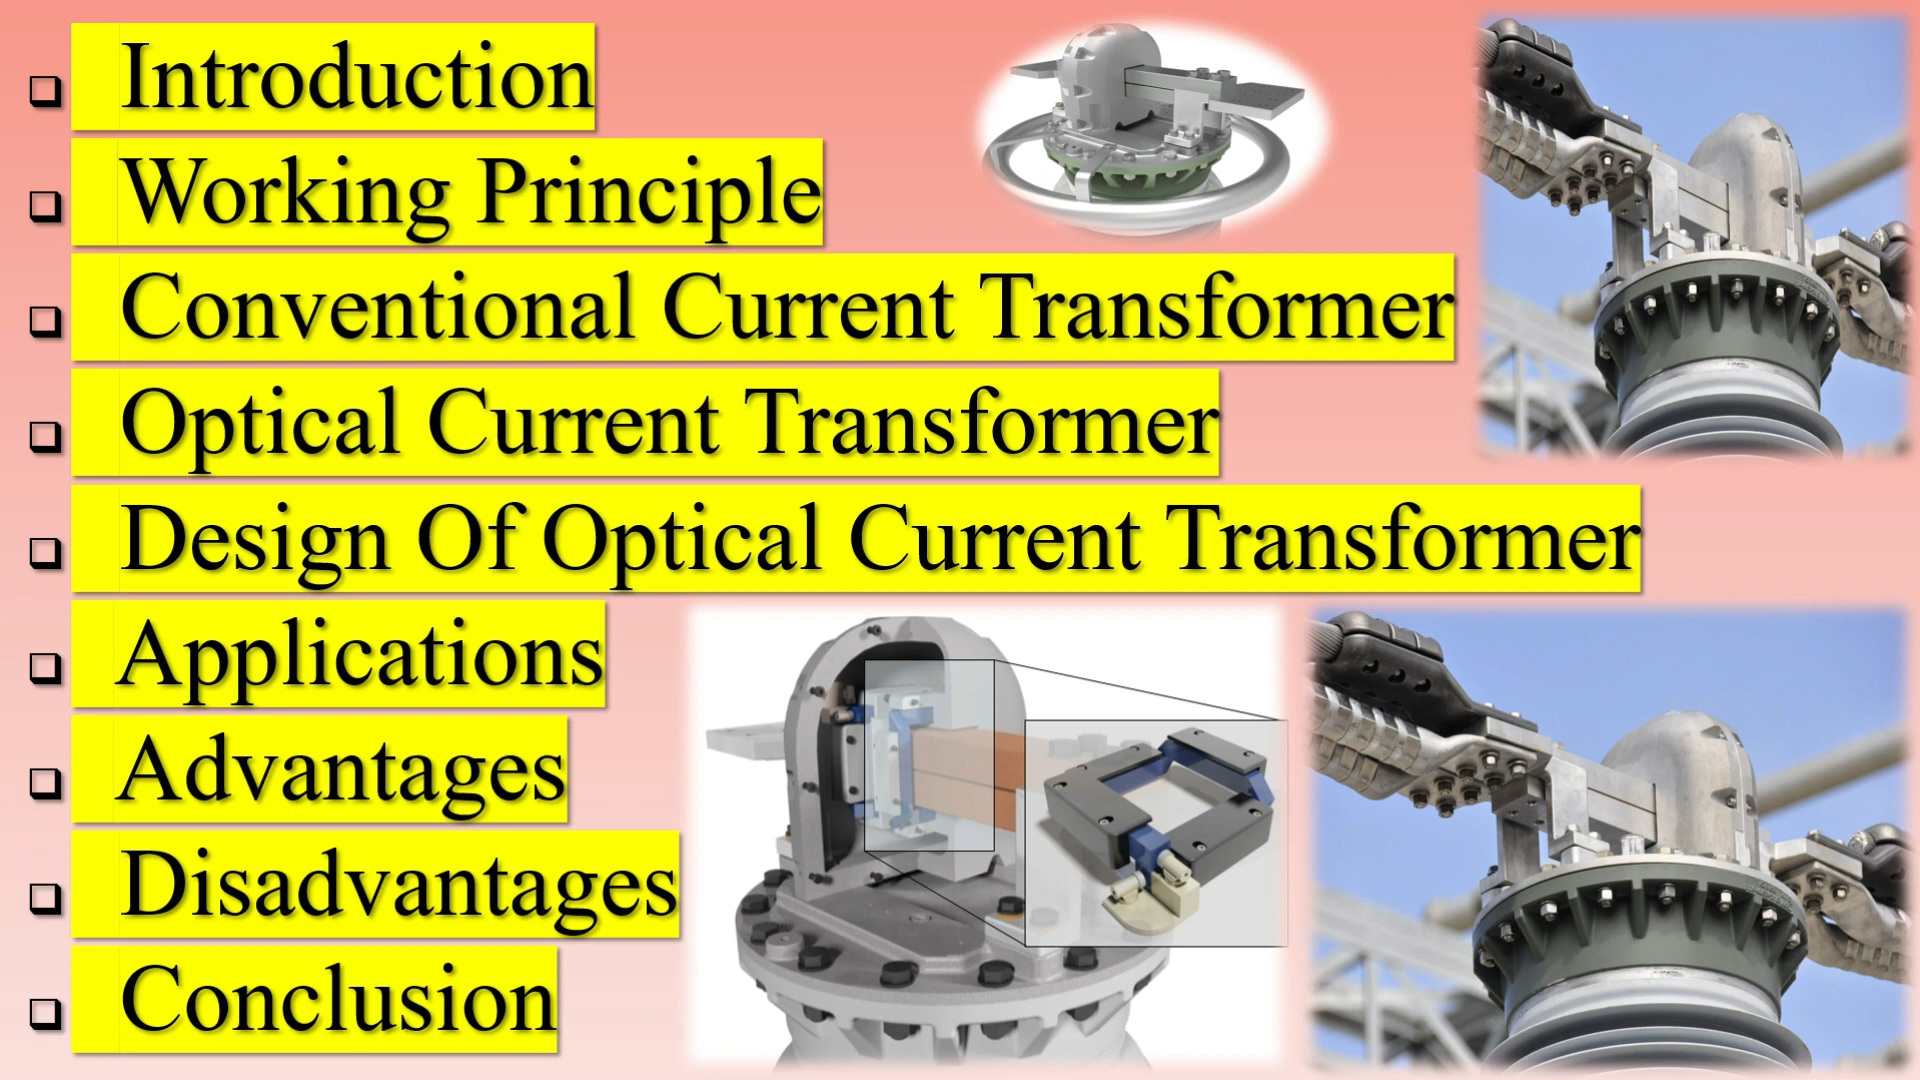 Introduction
Working Principle
Conventional Current Transformer
Optical Current Transformer
Design Of Optical Current Transformer
Applications
Advantages
Disadvantages
Conclusion